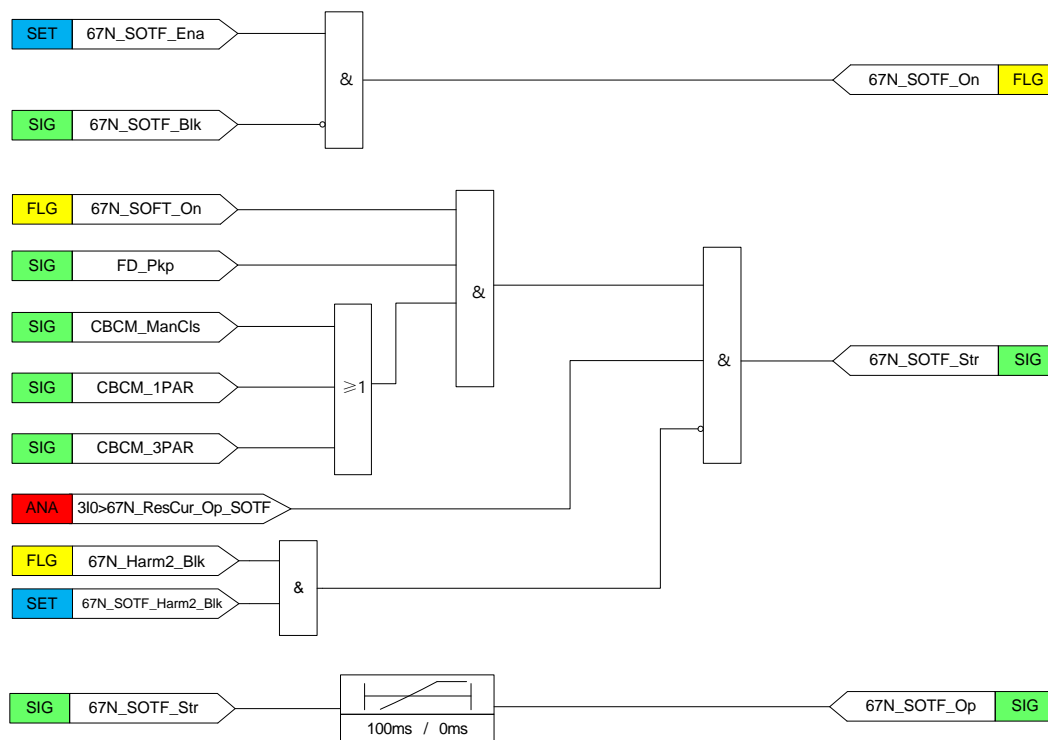 SET 67N_SOTF_Ena
& 67N_SOTF_On FLG
SIG 67N_SOTF_Blk
FLG 67N_SOFT_On
SIG FD_Pkp
&
SIG CBCM_ManCls
67N_SOTF_Str SIG
&
SIG CBCM_1PAR
≥1
SIG CBCM_3PAR
ANA 3I0>67N_ResCur_Op_SOTF
FLG 67N_Harm2_Blk
&
SET 67N_SOTF_Harm2_Blk
SIG 67N_SOTF_Str
67N_SOTF_Op SIG
100ms / 0ms